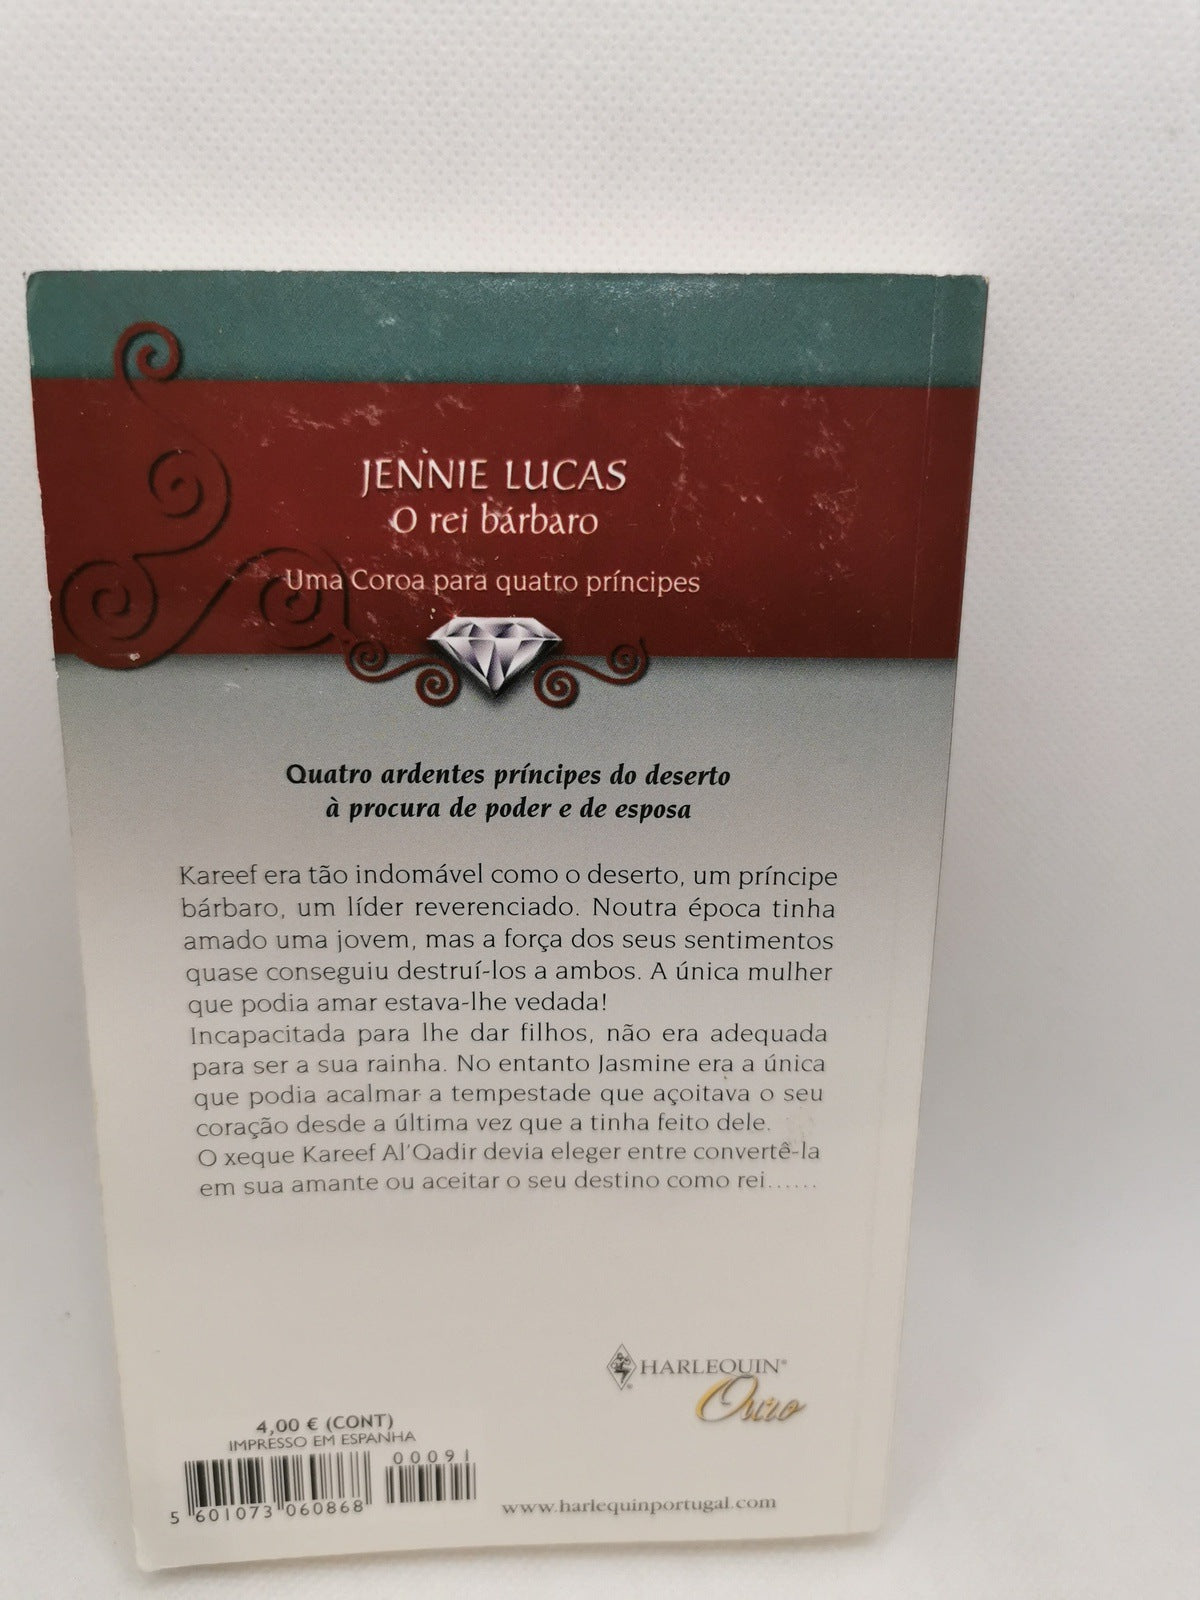 JENNIE LUCAS
O rei bárbaro
Uma Coroa para quatro príncipes
Quatro ardentes príncipes do deserto
à procura de poder e de esposa
Kareef era tão indomável como o deserto, um príncipe
bárbaro, um líder reverenciado. Noutra época tinha
amado uma jovem, mas a força dos seus sentimentos
quase conseguiu destruí-los a ambos. A única mulher
que podia amar estava-lhe vedada!
Incapacitada para lhe dar filhos, não era adequada
para ser a sua rainha. No entanto Jasmine era a única
que podia acalmar a tempestade que açoitava o seu
coração desde a última vez que a tinha feito dele.
O xeque Kareef Al'Qadir devia eleger entre convertê-la
em sua amante ou aceitar o seu destino como rei......
HARLEQUIN®
Ouro
4,00 € (CONT)
IMPRESSO EM ESPANHA
00091
5 601073 060868
www.harlequinportugal.com